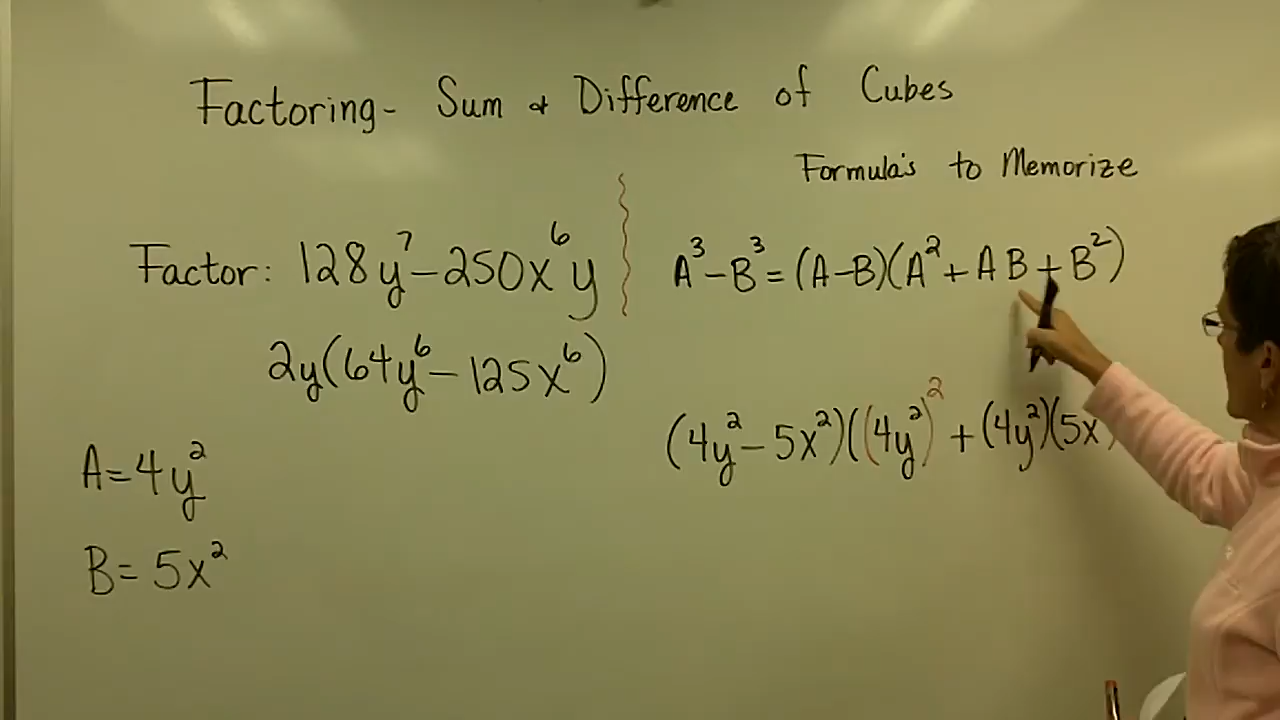 Factoring- Sum & Difference of Cubes
Formula's to Memorize
Factor: 128y⁷-250x⁶y
A³-B³=(A-B)(A²+AB+B²)
2y(64y⁶-125x⁶)
(4y²-5x²)((4y²)²+(4y²)(5x
A=4y²
B=5x²